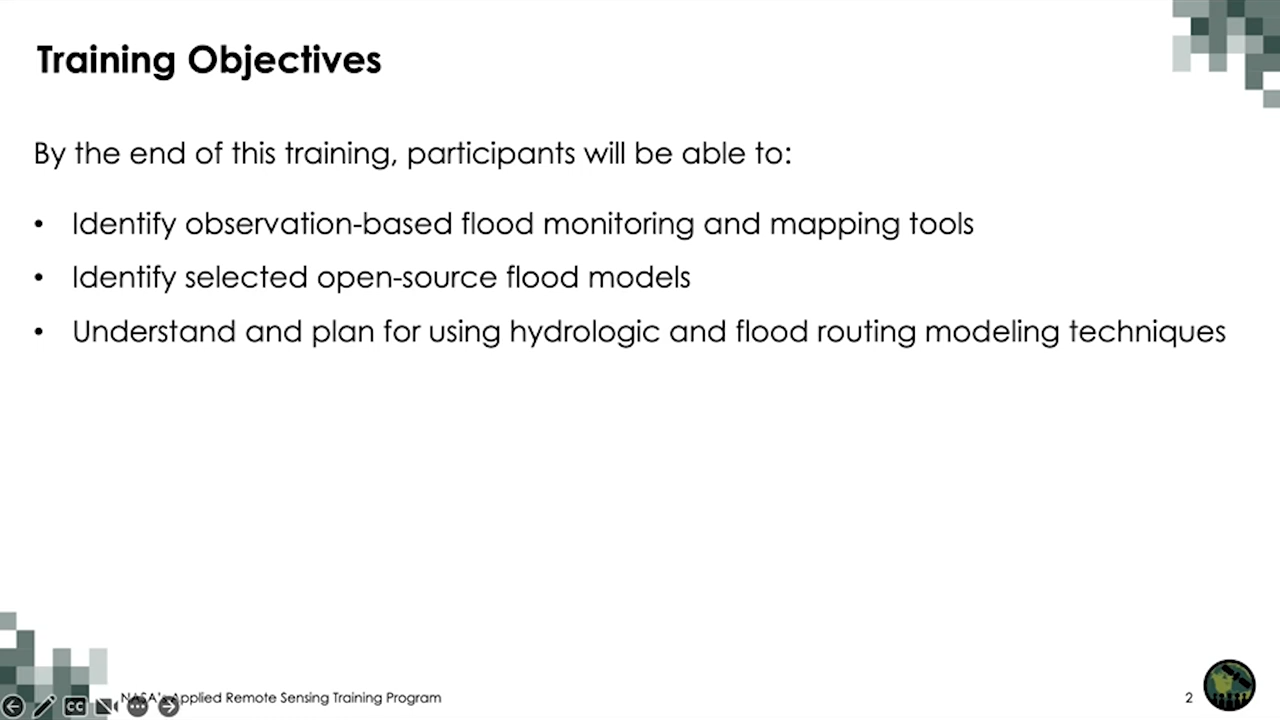 Training Objectives
By the end of this training, participants will be able to:
• Identify observation-based flood monitoring and mapping tools
• Identify selected open-source flood models
• Understand and plan for using hydrologic and flood routing modeling techniques
CC
NASA's Applied Remote Sensing Training Program
2